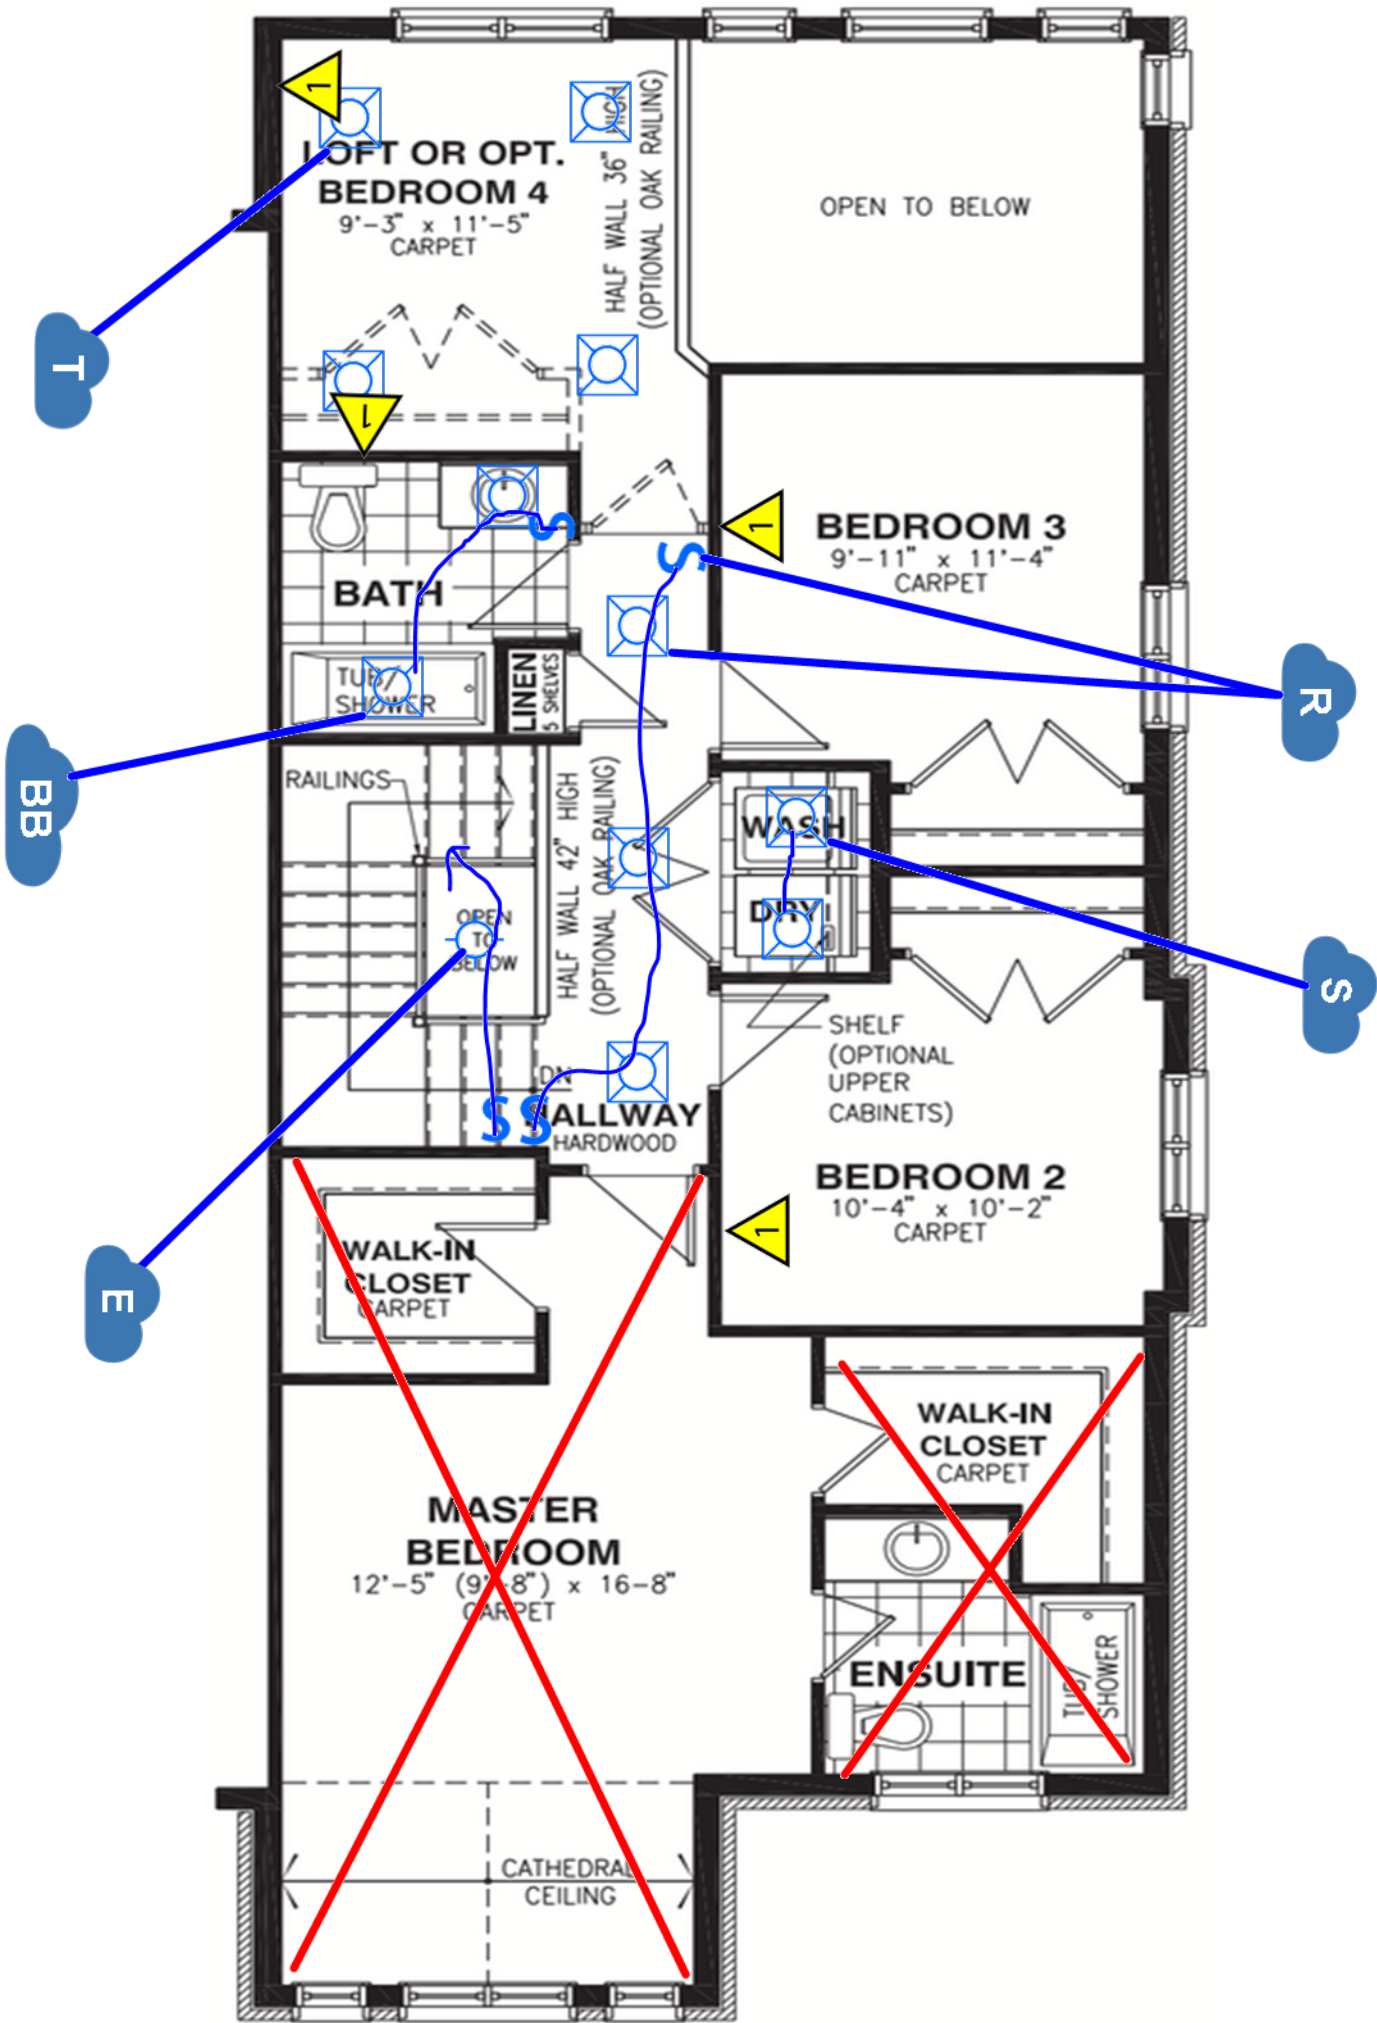 1
LOFT OR OPT.
BEDROOM 4
9'-3" x 11'-5"
CARPET
HALF WALL 36" HIGH
(OPTIONAL OAK RAILING)
OPEN TO BELOW
T
1
BATH
TUB/
SHOWER
LINEN
5 SHELVES
S
S
1
BEDROOM 3
9'-11" x 11'-4"
CARPET
R
BB
RAILINGS
OPEN
TO
BELOW
HALF WALL 42" HIGH
(OPTIONAL OAK RAILING)
WASH
DRY
S
SHELF
(OPTIONAL
UPPER
CABINETS)
DN
S S
HALLWAY
HARDWOOD
BEDROOM 2
10'-4" x 10'-2"
CARPET
1
E
WALK-IN
CLOSET
CARPET
WALK-IN
CLOSET
CARPET
MASTER
BEDROOM
12'-5" (9'-8") x 16-8"
CARPET
ENSUITE
TUB/
SHOWER
CATHEDRAL
CEILING